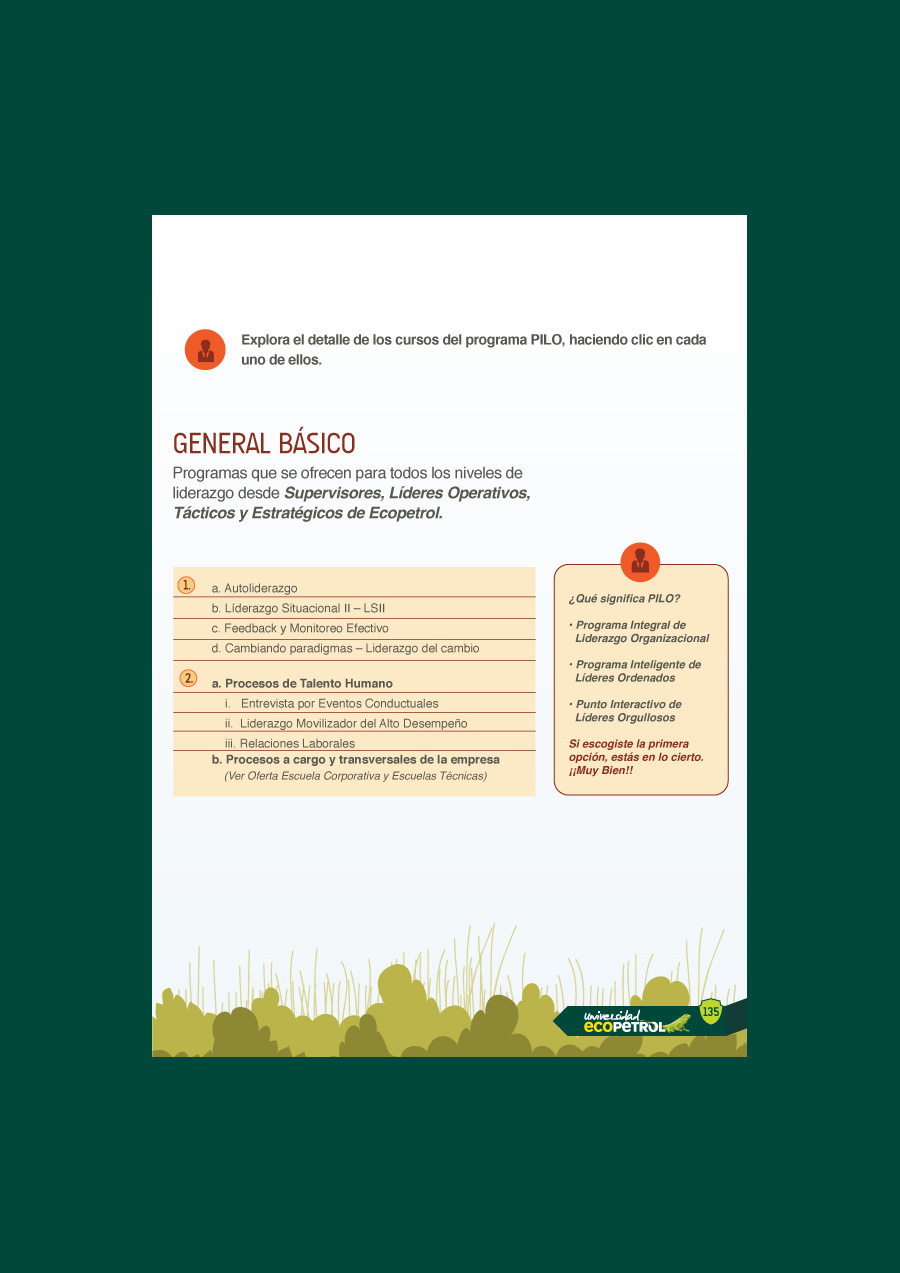 Explora el detalle de los cursos del programa PILO, haciendo clic en cada
uno de ellos.
GENERAL BÁSICO
Programas que se ofrecen para todos los niveles de
liderazgo desde Supervisores, Líderes Operativos,
Tácticos y Estratégicos de Ecopetrol.
1.
a. Autoliderazgo
b. Líderazgo Situacional II – LSII
c. Feedback y Monitoreo Efectivo
d. Cambiando paradigmas – Liderazgo del cambio
2.
a. Procesos de Talento Humano
i. Entrevista por Eventos Conductuales
ii. Liderazgo Movilizador del Alto Desempeño
iii. Relaciones Laborales
b. Procesos a cargo y transversales de la empresa
(Ver Oferta Escuela Corporativa y Escuelas Técnicas)
¿Qué significa PILO?
• Programa Integral de
Liderazgo Organizacional
• Programa Inteligente de
Líderes Ordenados
• Punto Interactivo de
Líderes Orgullosos
Si escogiste la primera
opción, estás en lo cierto.
¡¡Muy Bien!!
universidad
ECOPETROL
135